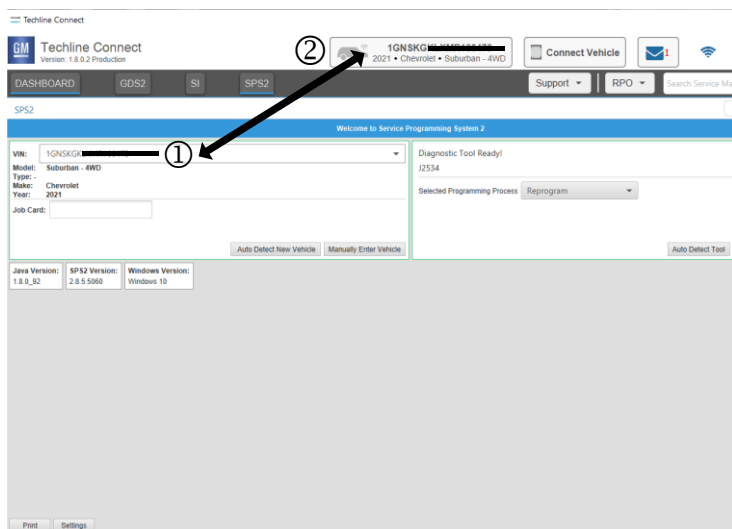 Techline Connect
GM
Techline Connect
Version: 1.8.0.2 Production
②
1GNSKG
2021 • Chevrolet • Suburban - 4WD
Connect Vehicle
1
DASHBOARD
GDS2
SI
SPS2
Support
RPO
Search Service Ma
SPS2
Welcome to Service Programming System 2
VIN:
1GNSKGK
①
Model: Suburban - 4WD
Type: -
Make: Chevrolet
Year: 2021
Job Card:
Auto Detect New Vehicle
Manually Enter Vehicle
Diagnostic Tool Ready!
J2534
Selected Programming Process
Reprogram
Auto Detect Tool
Java Version:
1.8.0_92
SPS2 Version:
2.8.5.5060
Windows Version:
Windows 10
Print
Settings